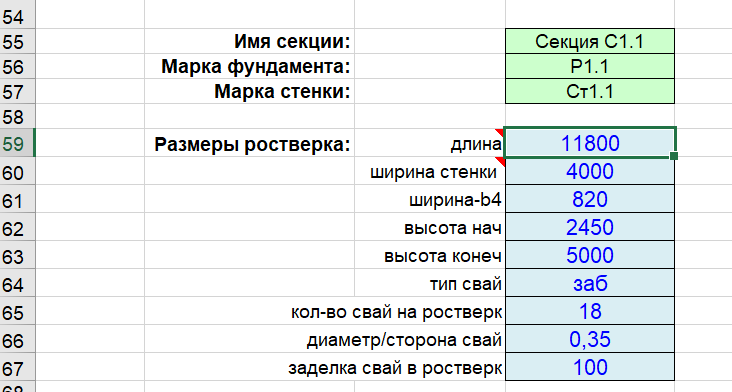 54
55 Имя секции: Секция С1.1
56 Марка фундамента: Р1.1
57 Марка стенки: Ст1.1
58
59 Размеры ростверка: длина 11800
60 ширина стенки 4000
61 ширина-b4 820
62 высота нач 2450
63 высота конеч 5000
64 тип свай заб
65 кол-во свай на ростверк 18
66 диаметр/сторона свай 0,35
67 заделка свай в ростверк 100